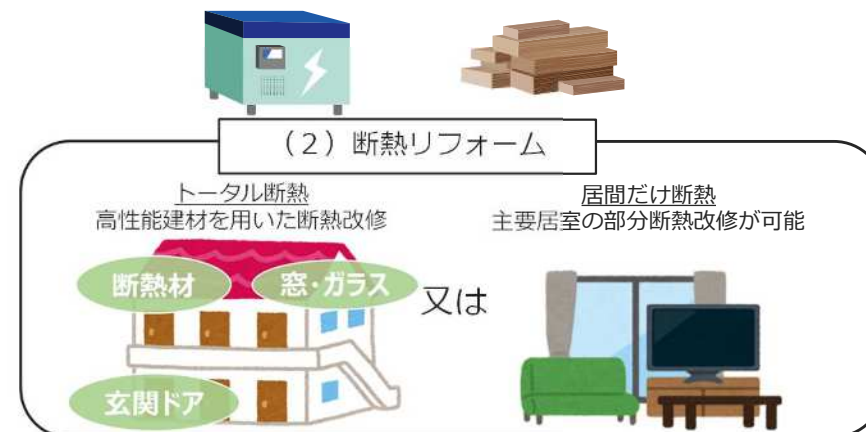 （２）断熱リフォーム
トータル断熱
高性能建材を用いた断熱改修
居間だけ断熱
主要居室の部分断熱改修が可能
断熱材
窓・ガラス
又は
玄関ドア